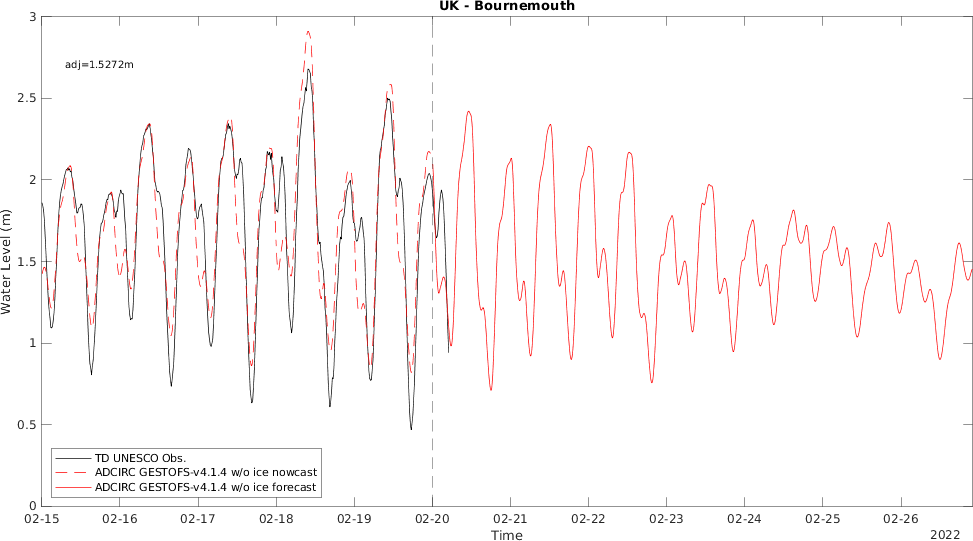 UK - Bournemouth
adj=1.5272m
Water Level (m)
3
2.5
2
1.5
1
0.5
0
TD UNESCO Obs.
ADCIRC GESTOFS-v4.1.4 w/o ice nowcast
ADCIRC GESTOFS-v4.1.4 w/o ice forecast
02-15 02-16 02-17 02-18 02-19 02-20 02-21 02-22 02-23 02-24 02-25 02-26
Time
2022